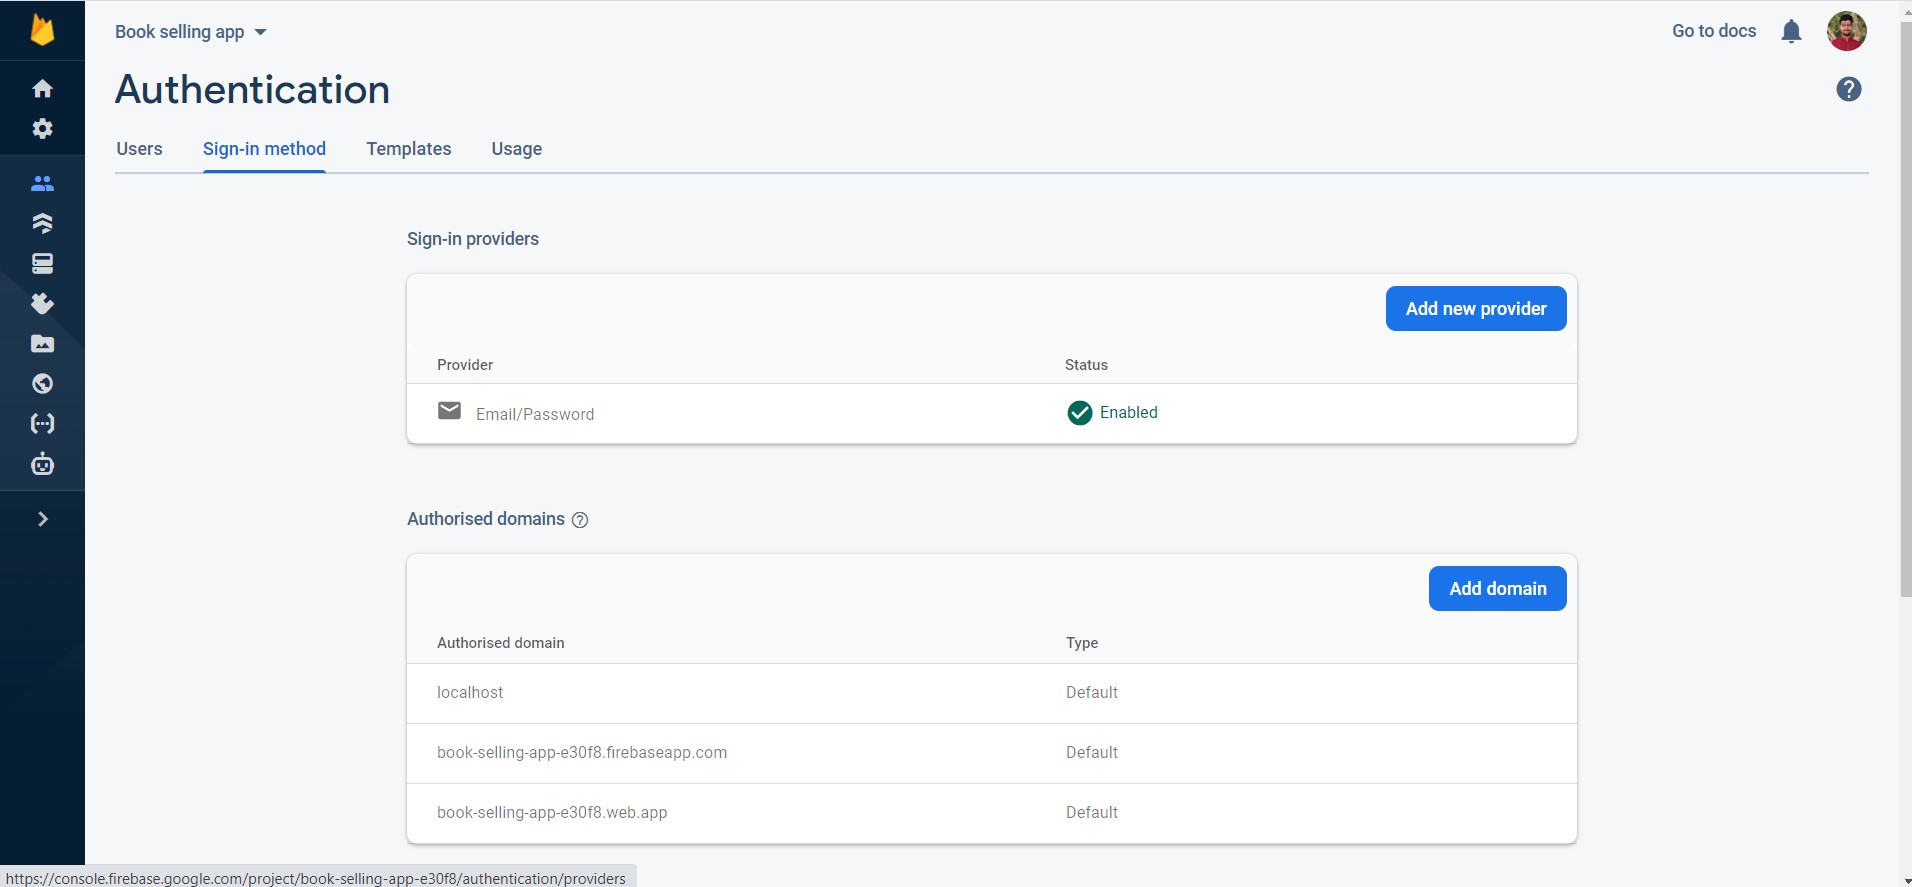 Book selling app
Go to docs
Authentication
Users
Sign-in method
Templates
Usage
Sign-in providers
Add new provider
Provider
Status
Email/Password
Enabled
Authorised domains
Add domain
Authorised domain
Type
localhost
Default
book-selling-app-e30f8.firebaseapp.com
Default
book-selling-app-e30f8.web.app
Default
https://console.firebase.google.com/project/book-selling-app-e30f8/authentication/providers